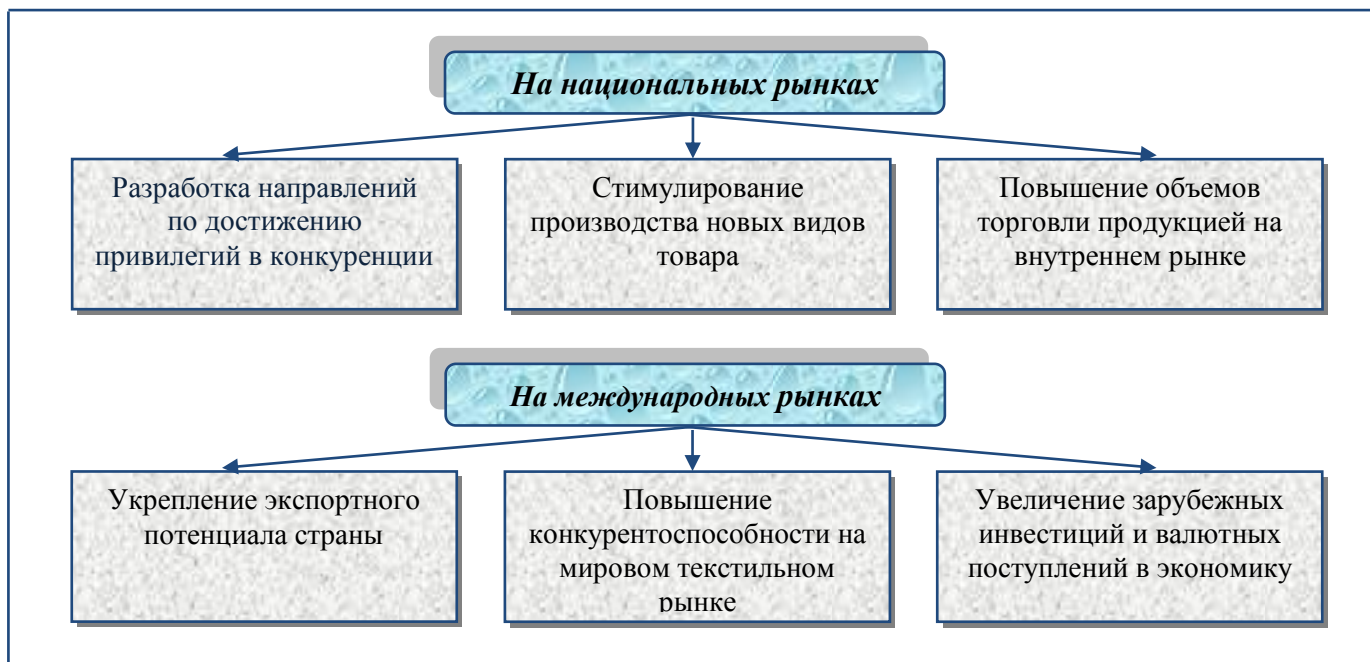 На национальных рынках
Разработка направлений
по достижению
привилегий в конкуренции
Стимулирование
производства новых видов
товара
Повышение объемов
торговли продукцией на
внутреннем рынке
На международных рынках
Укрепление экспортного
потенциала страны
Повышение
конкурентоспособности на
мировом текстильном
рынке
Увеличение зарубежных
инвестиций и валютных
поступлений в экономику